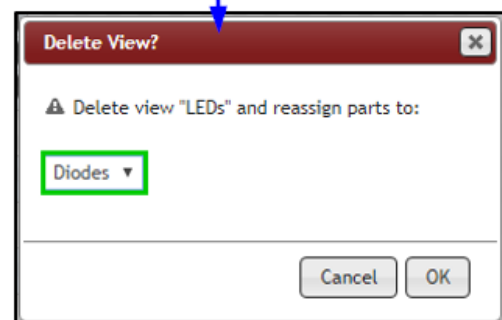 Delete View?
Delete view "LEDs" and reassign parts to:
Diodes
Cancel OK